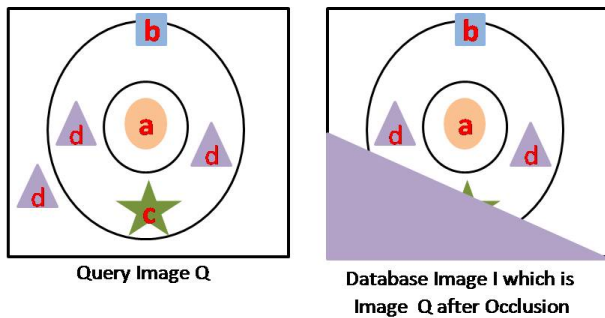 b
a
d
d
d
c
Query Image Q
b
a
d
d
Database Image I which is
Image Q after Occlusion